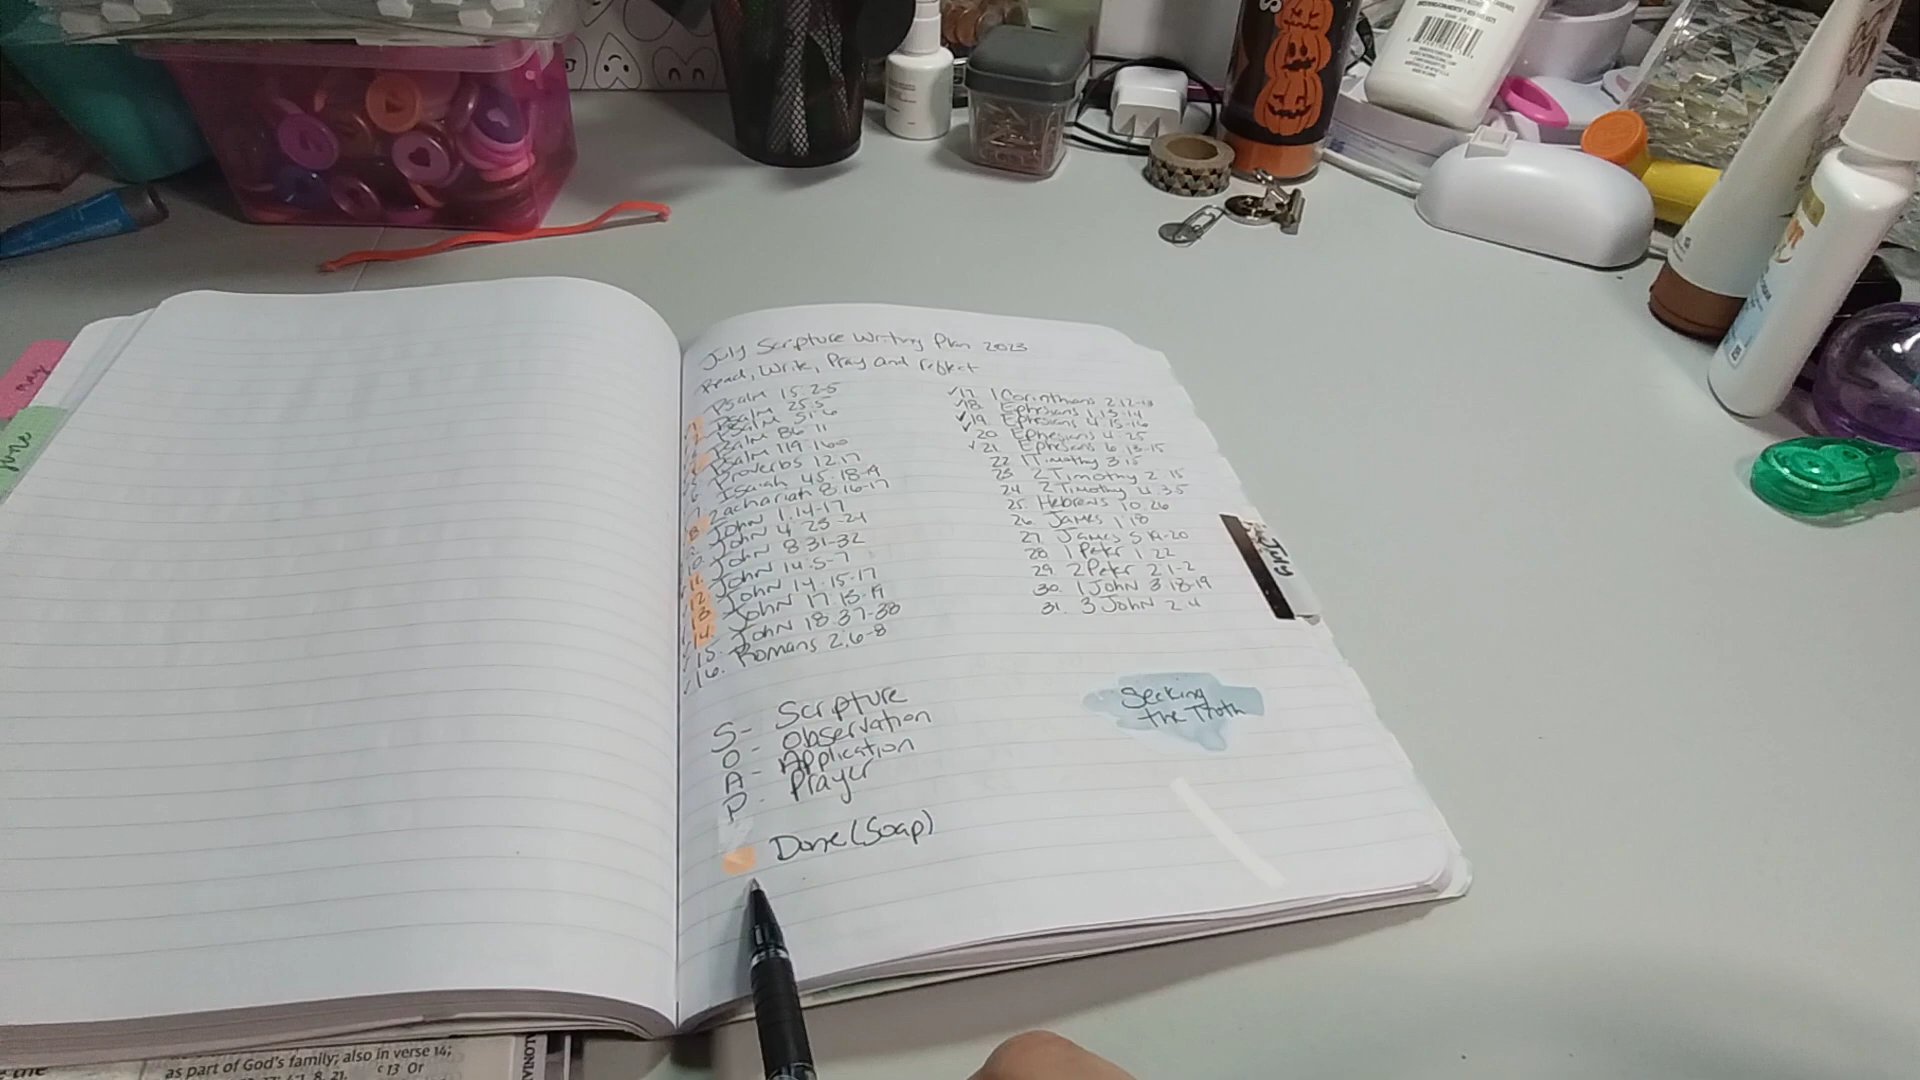 July Scripture Writing Plan 2023
Read, Write, Pray and reflect
Psalm 15:2-5
Psalm 25:5
Psalm 51:6
Psalm 86:11
Psalm 119:160
Proverbs 12:17
Isaiah 45:18-19
Zachariah 8:16-17
8. John 1:14-17
John 4:23-24
10. John 8:31-32
11. John 14:5-7
12. John 14:15-17
13. John 17:15-19
14. John 18:37-38
15. Romans 2:6-8
16.
✓17 1 Corinthians 2:12-13
✓18 Ephesians 1:13-14
✓19. Ephesians 4:15-16
✓20 Ephesians 4:25
✓21 Ephesians 6:13-15
22 1 Timothy 3:15
23 2 Timothy 2:15
24. 2 Timothy 4:3-5
25. Hebrews 10:26
26. James 1:18
27. James 5:19-20
28 1 Peter 1:22
29. 2 Peter 2:1-2
30. 1 John 3:18-19
31. 3 John 2-4
S- Scripture
O- Observation
A- Application
P- Prayer
Done (Soap)
Seeking
the Truth
may
june
July
part of God's family; also in verse 14;
8, 21. c 13 Or